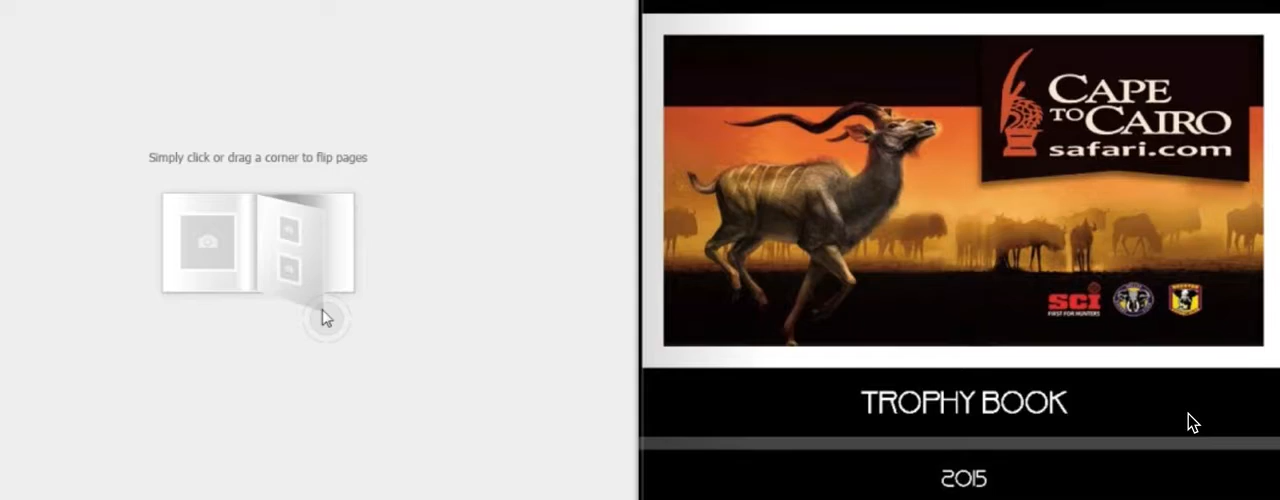 Simply click or drag a corner to flip pages
CAPE
TO CAIRO
safari.com
SCI
FIRST FOR HUNTERS
TROPHY BOOK
2015